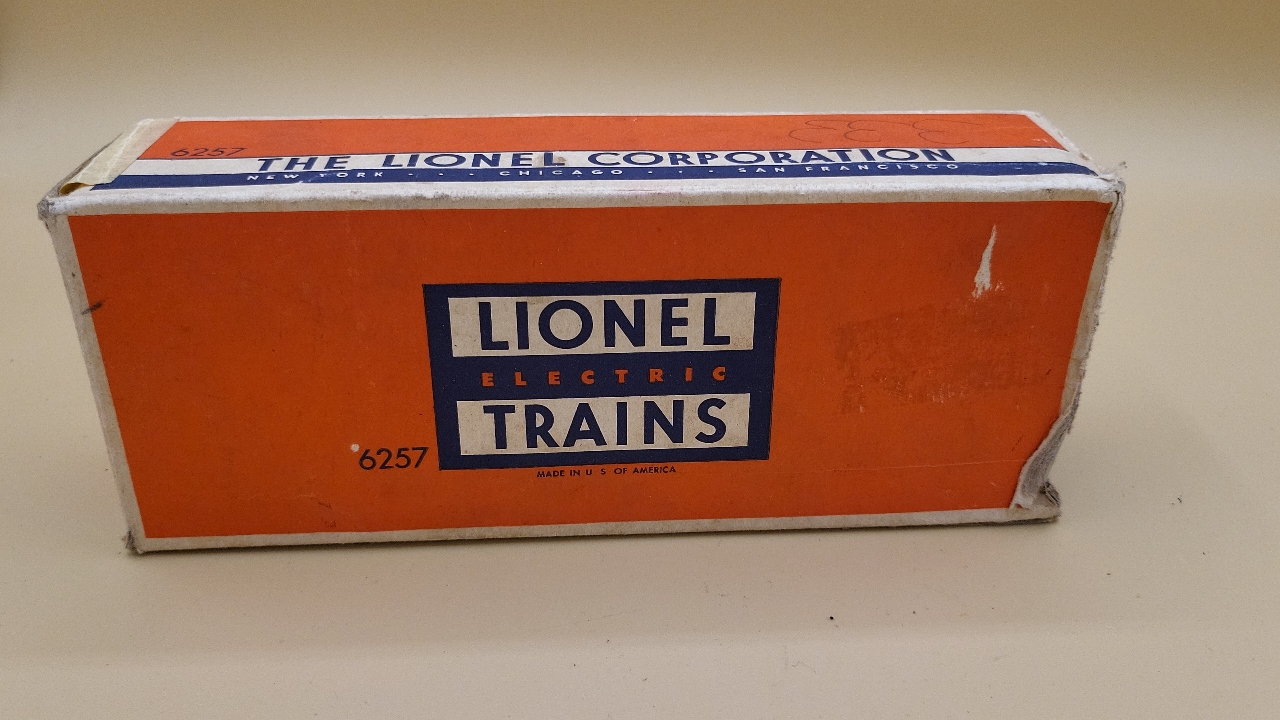 6257
THE LIONEL CORPORATION
NEW YORK · · · CHICAGO · · · SAN FRANCISCO
LIONEL
ELECTRIC
TRAINS
6257
MADE IN U S OF AMERICA